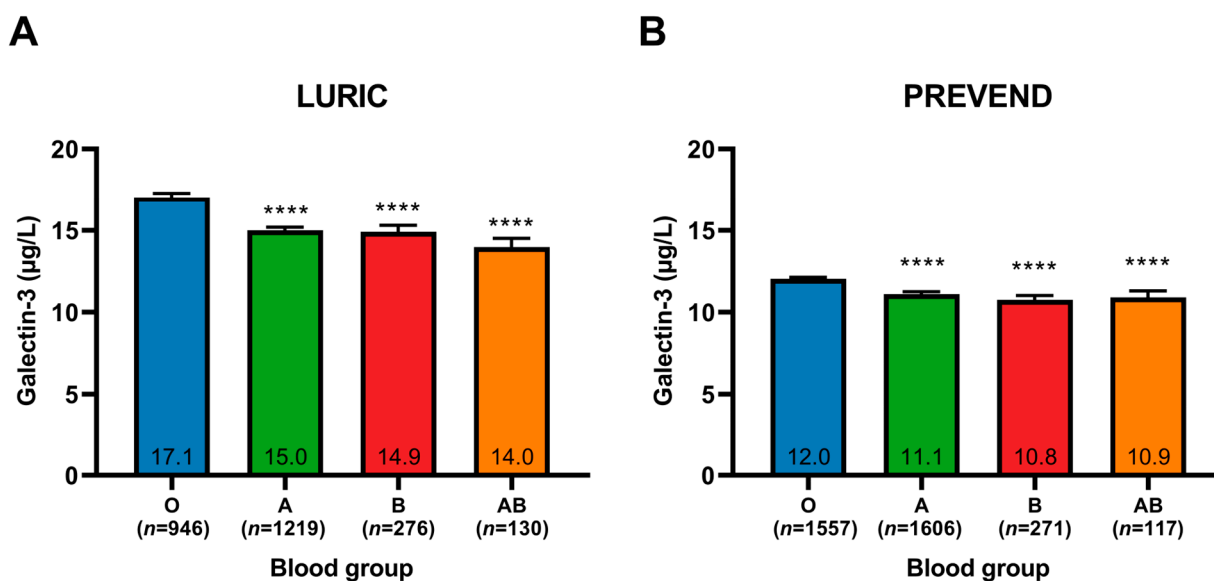 A
LURIC
Galectin-3 (µg/L)
20
15
10
5
0
****
****
****
17.1
15.0
14.9
14.0
O
A
B
AB
(n=946)
(n=1219)
(n=276)
(n=130)
Blood group
B
PREVEND
Galectin-3 (µg/L)
20
15
10
5
0
****
****
****
12.0
11.1
10.8
10.9
O
A
B
AB
(n=1557)
(n=1606)
(n=271)
(n=117)
Blood group